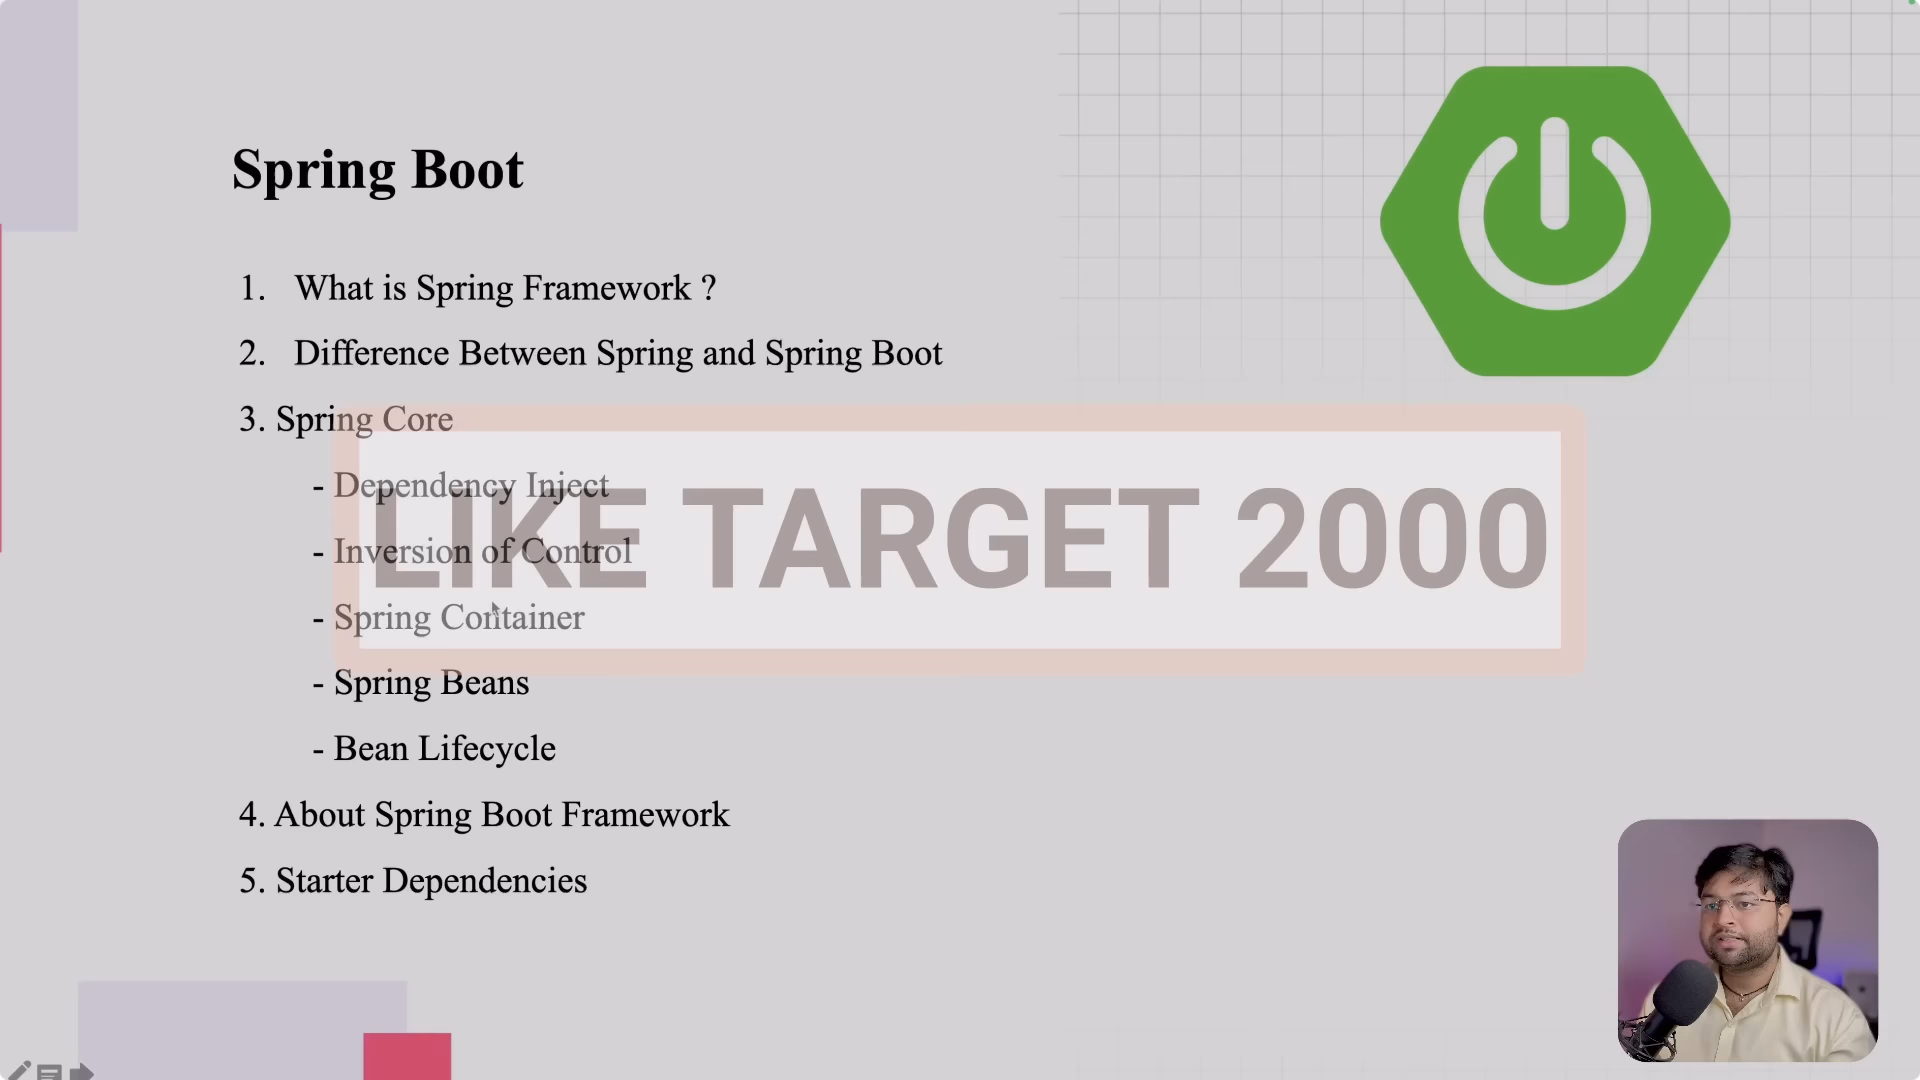 Spring Boot
1. What is Spring Framework ?
2. Difference Between Spring and Spring Boot
3. Spring Core
- Dependency Inject
- Inversion of Control
- Spring Container
- Spring Beans
- Bean Lifecycle
4. About Spring Boot Framework
5. Starter Dependencies
LIKE TARGET 2000